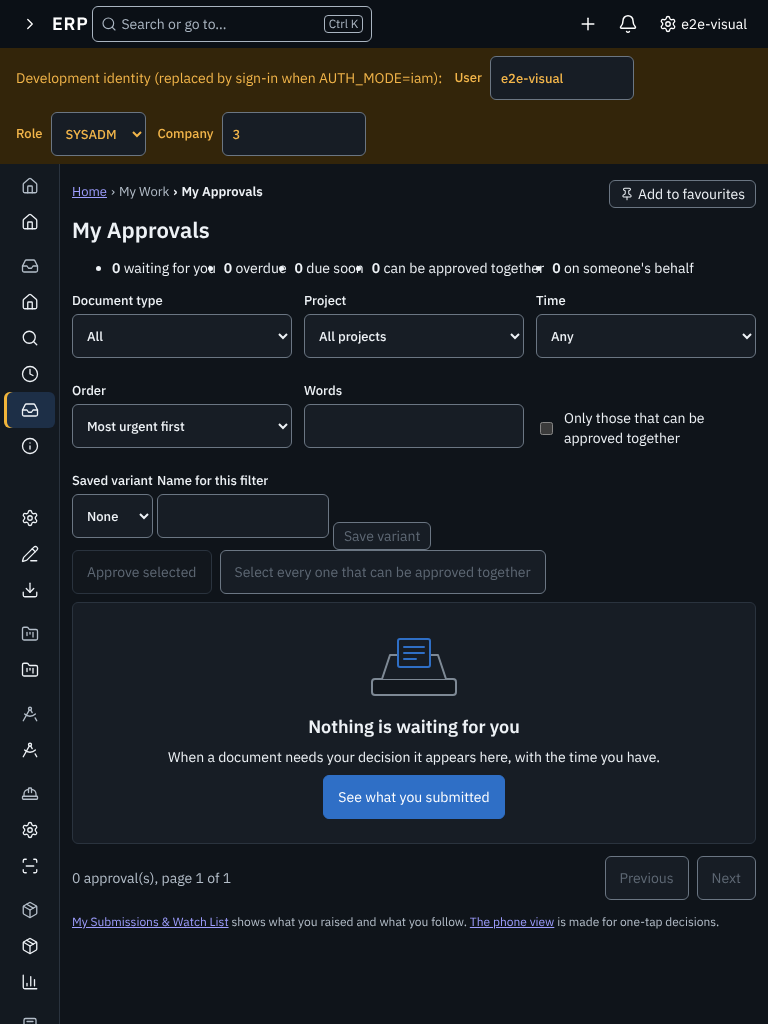 ERP
Search or go to...
Ctrl K
e2e-visual
Development identity (replaced by sign-in when AUTH_MODE=iam):
User
e2e-visual
Role
SYSADM
Company
3
Home › My Work › My Approvals
Add to favourites
My Approvals
• 0 waiting for you • 0 overdue • 0 due soon • 0 can be approved together • 0 on someone's behalf
Document type
Project
Time
All
All projects
Any
Order
Words
Most urgent first
Only those that can be
approved together
Saved variant
Name for this filter
None
Save variant
Approve selected
Select every one that can be approved together
Nothing is waiting for you
When a document needs your decision it appears here, with the time you have.
See what you submitted
0 approval(s), page 1 of 1
Previous
Next
My Submissions & Watch List shows what you raised and what you follow. The phone view is made for one-tap decisions.